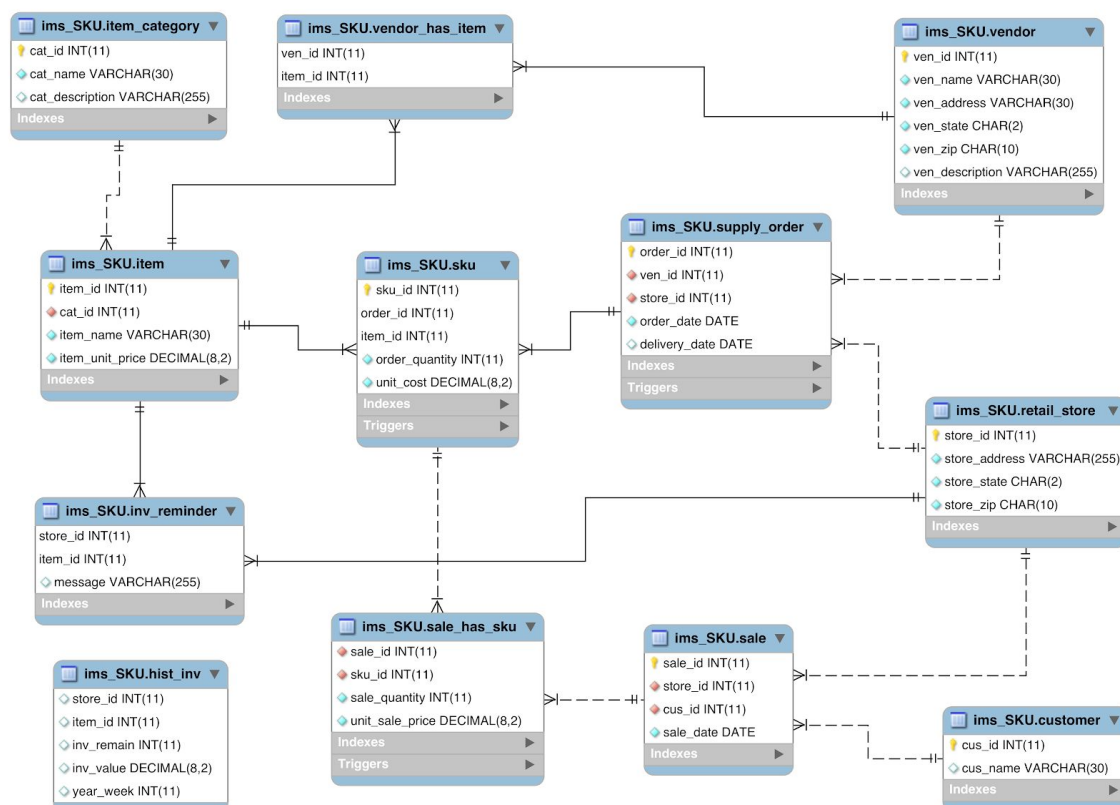 ims_SKU.item_category
cat_id INT(11)
cat_name VARCHAR(30)
cat_description VARCHAR(255)
Indexes
ims_SKU.vendor_has_item
ven_id INT(11)
item_id INT(11)
Indexes
ims_SKU.vendor
ven_id INT(11)
ven_name VARCHAR(30)
ven_address VARCHAR(30)
ven_state CHAR(2)
ven_zip CHAR(10)
ven_description VARCHAR(255)
Indexes
ims_SKU.item
item_id INT(11)
cat_id INT(11)
item_name VARCHAR(30)
item_unit_price DECIMAL(8,2)
Indexes
ims_SKU.sku
sku_id INT(11)
order_id INT(11)
item_id INT(11)
order_quantity INT(11)
unit_cost DECIMAL(8,2)
Indexes
Triggers
ims_SKU.supply_order
order_id INT(11)
ven_id INT(11)
store_id INT(11)
order_date DATE
delivery_date DATE
Indexes
Triggers
ims_SKU.retail_store
store_id INT(11)
store_address VARCHAR(255)
store_state CHAR(2)
store_zip CHAR(10)
Indexes
ims_SKU.inv_reminder
store_id INT(11)
item_id INT(11)
message VARCHAR(255)
Indexes
ims_SKU.hist_inv
store_id INT(11)
item_id INT(11)
inv_remain INT(11)
inv_value DECIMAL(8,2)
year_week INT(11)
ims_SKU.sale_has_sku
sale_id INT(11)
sku_id INT(11)
sale_quantity INT(11)
unit_sale_price DECIMAL(8,2)
Indexes
Triggers
ims_SKU.sale
sale_id INT(11)
store_id INT(11)
cus_id INT(11)
sale_date DATE
Indexes
ims_SKU.customer
cus_id INT(11)
cus_name VARCHAR(30)
Indexes